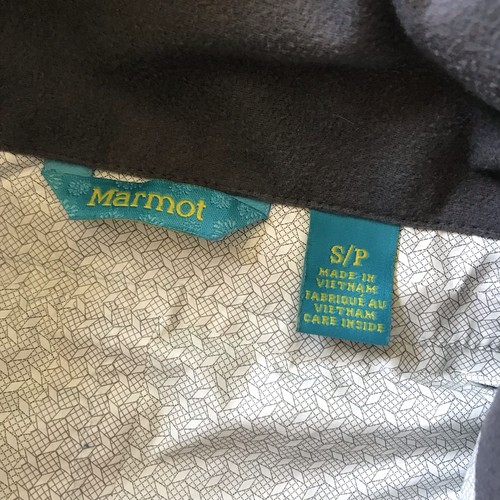 Marmot
S/P
MADE IN
VIETNAM
FABRIQUÉ AU
VIETNAM
CARE INSIDE